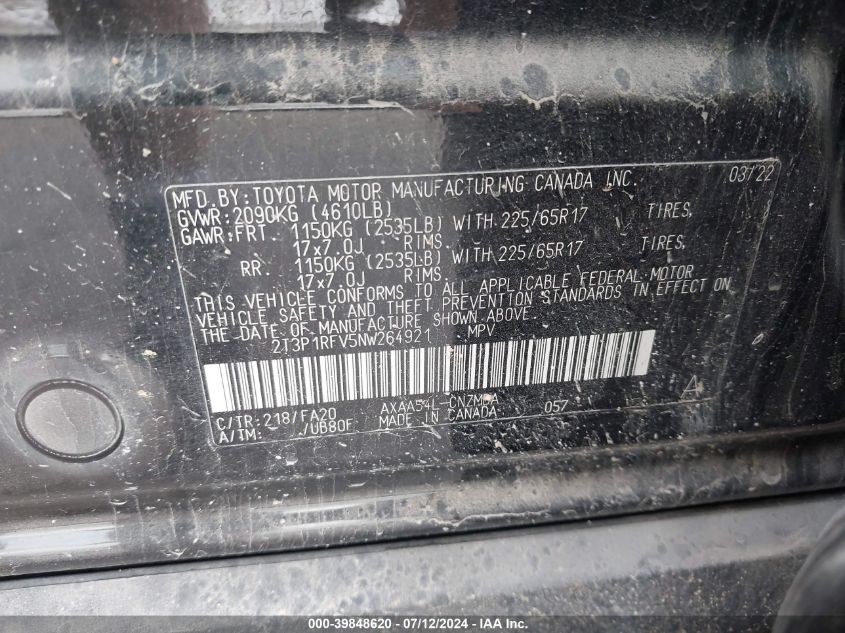 MFD. BY: TOYOTA MOTOR MANUFACTURING CANADA INC. 03/22
GVWR: 2090KG (4610LB)
GAWR: FRT. 1150KG (2535LB) WITH 225/65R17 TIRES,
17x7.0J RIMS.
RR. 1150KG (2535LB) WITH 225/65R17 TIRES,
17x7.0J RIMS.
THIS VEHICLE CONFORMS TO ALL APPLICABLE FEDERAL MOTOR
VEHICLE SAFETY AND THEFT PREVENTION STANDARDS IN EFFECT ON
THE DATE OF MANUFACTURE SHOWN ABOVE.
2T3P1RFV5NW264921 MPV
C/TR: 218/FA20 AXAA54L-CNZMBA 057 A
A/TM: /UB80F MADE IN CANADA
000-39848620 - 07/12/2024 - IAA Inc.